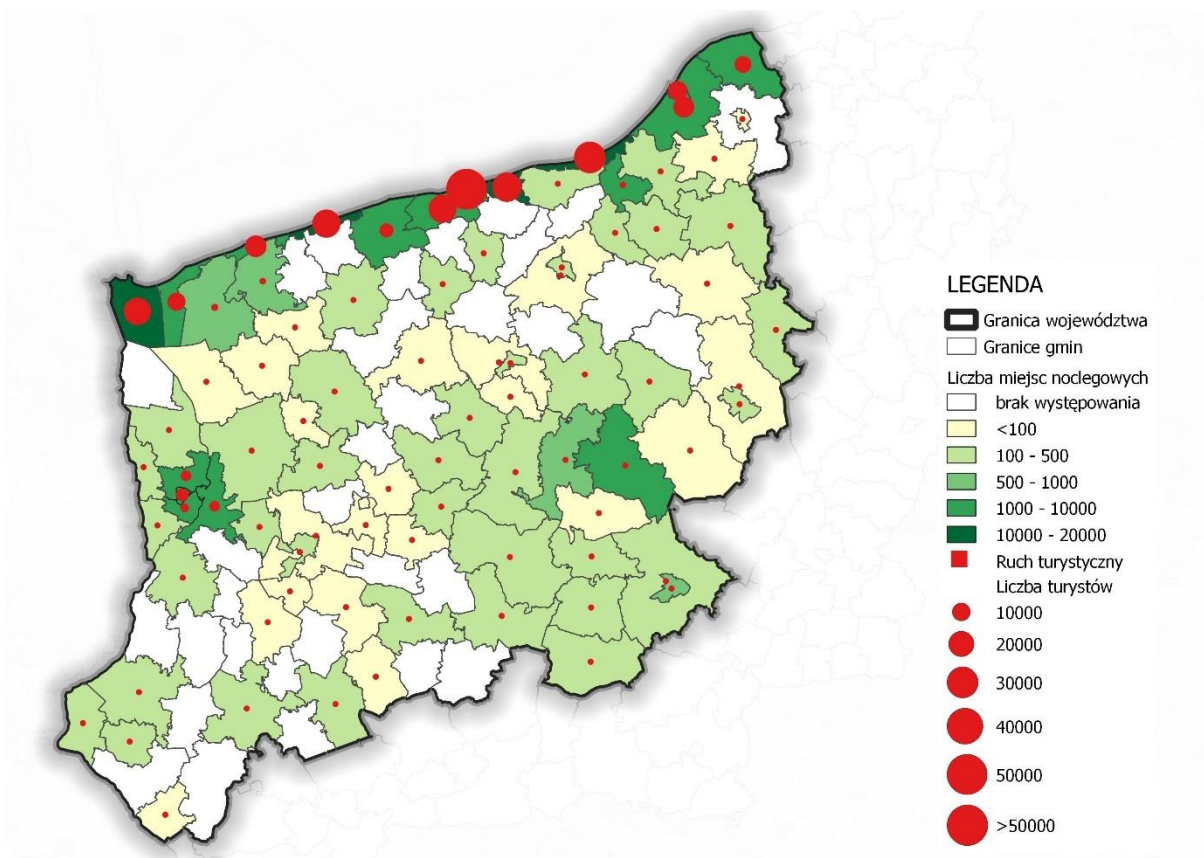 LEGENDA
Granica województwa
Granice gmin
Liczba miejsc noclegowych
brak występowania
<100
100 - 500
500 - 1000
1000 - 10000
10000 - 20000
Ruch turystyczny
Liczba turystów
10000
20000
30000
40000
50000
>50000